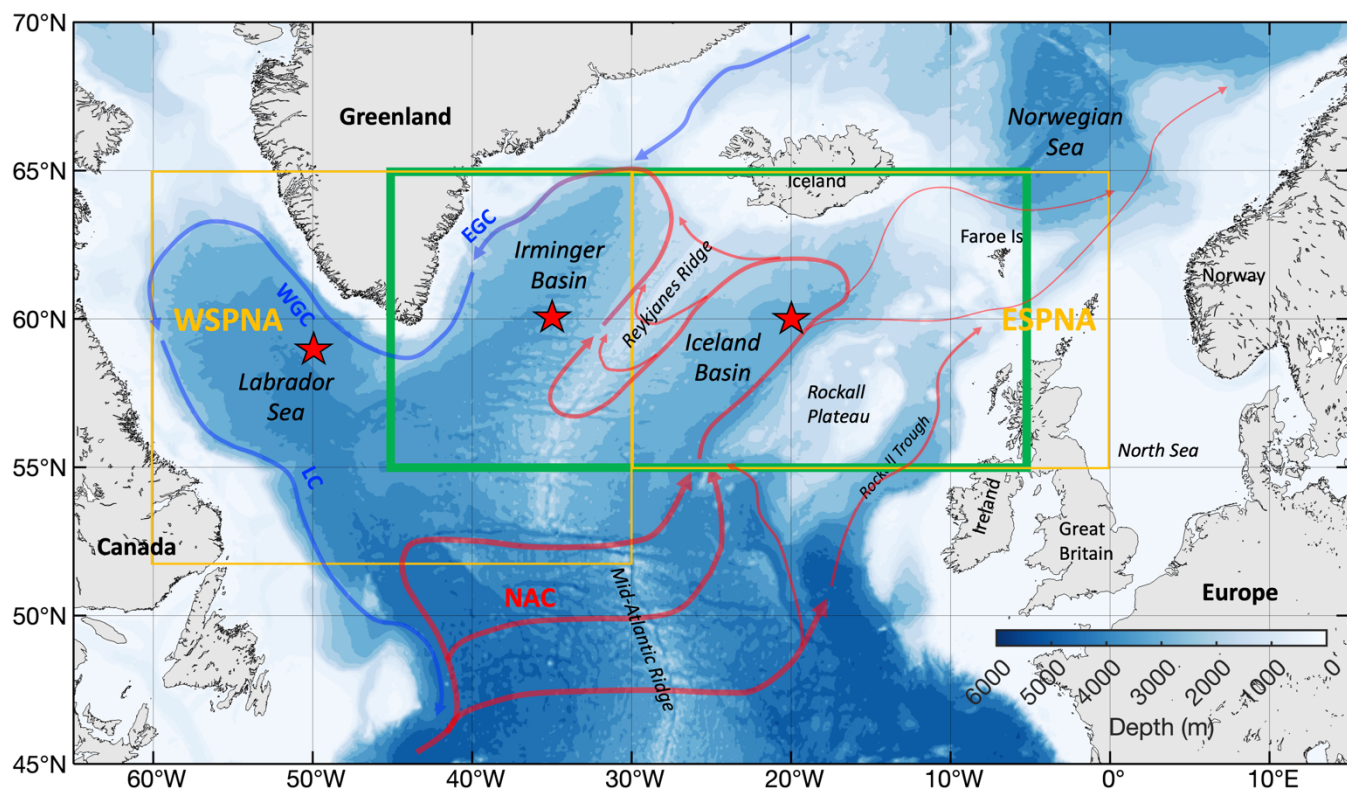 70°N
65°N
60°N
55°N
50°N
45°N
60°W
50°W
40°W
30°W
20°W
10°W
0°
10°E
Greenland
Iceland
Norwegian
Sea
Faroe Is
Norway
EGC
Irminger
Basin
Reykjanes Ridge
WGC
WSPNA
ESPNA
Labrador
Sea
Iceland
Basin
Rockall
Plateau
Rockall Trough
North Sea
LC
Ireland
Great
Britain
Canada
NAC
Mid-Atlantic Ridge
Europe
6000
5000
4000
3000
2000
1000
0
Depth (m)